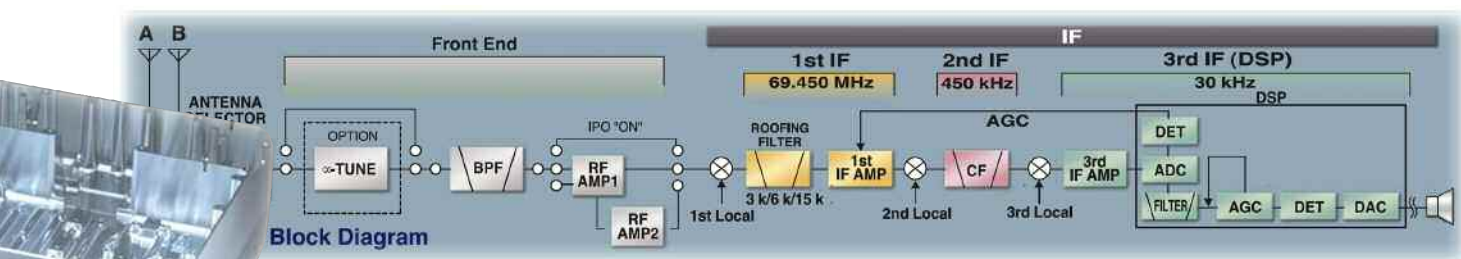 A B
Front End
IF
1st IF
69.450 MHz
2nd IF
450 kHz
3rd IF (DSP)
30 kHz
DSP
ANTENNA
SELECTOR
OPTION
∝-TUNE
BPF
IPO "ON"
RF
AMP1
RF
AMP2
1st Local
ROOFING
FILTER
3 k/6 k/15 k
1st
IF AMP
AGC
2nd Local
CF
3rd Local
3rd
IF AMP
DET
ADC
FILTER
AGC
DET
DAC
Block Diagram